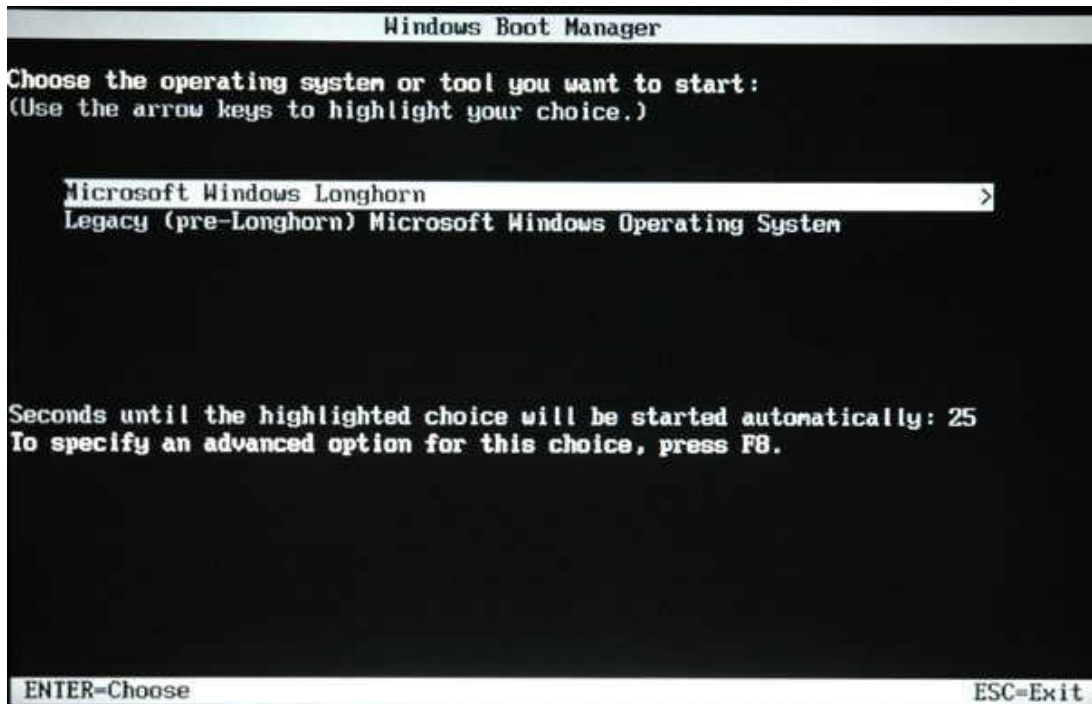 Windows Boot Manager
Choose the operating system or tool you want to start:
(Use the arrow keys to highlight your choice.)
Microsoft Windows Longhorn >
Legacy (pre-Longhorn) Microsoft Windows Operating System
Seconds until the highlighted choice will be started automatically: 25
To specify an advanced option for this choice, press F8.
ENTER=Choose ESC=Exit